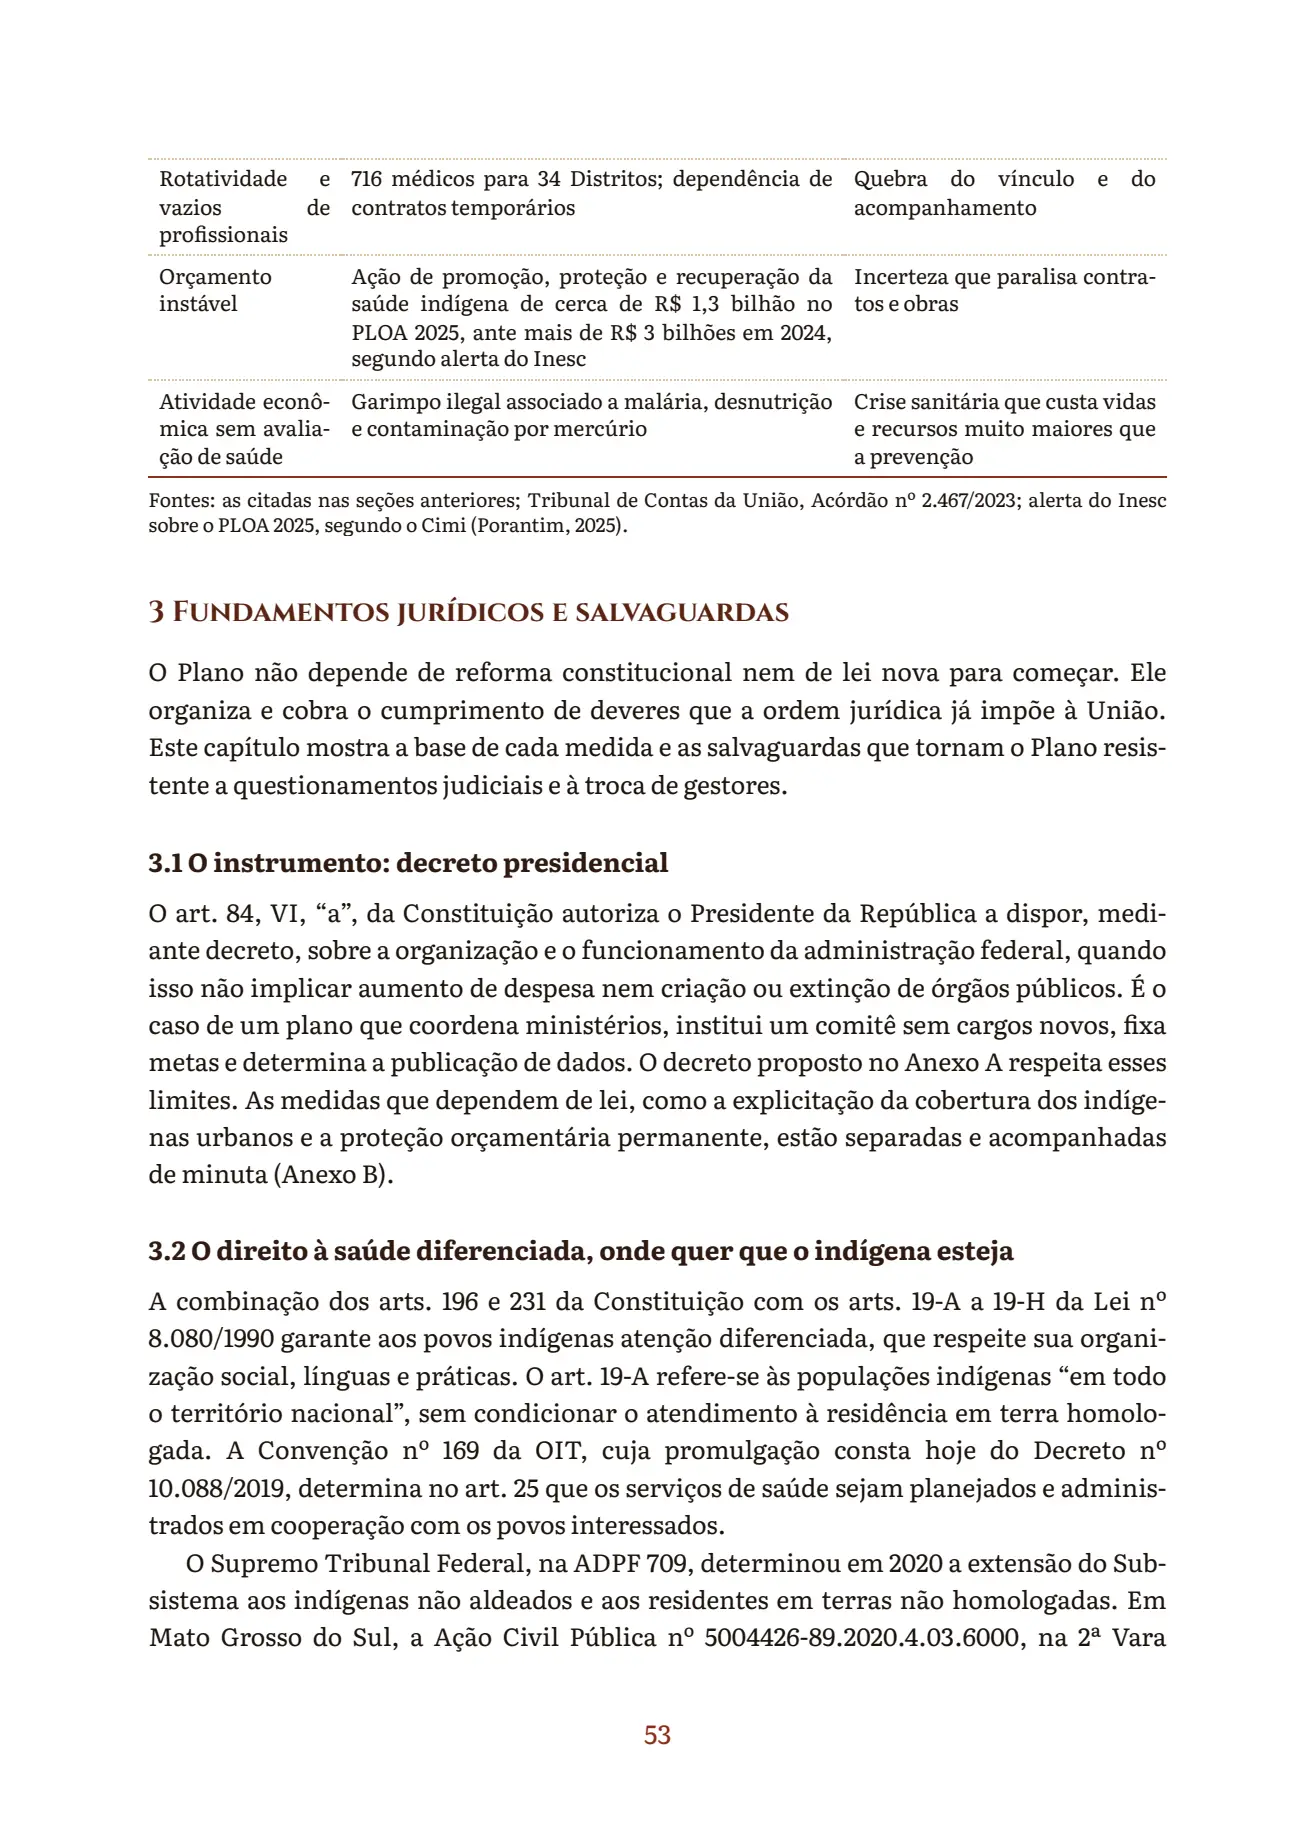 Rotatividade e
vazios de
profissionais
716 médicos para 34 Distritos; dependência de
contratos temporários
Quebra do vínculo e do
acompanhamento
Orçamento
instável
Ação de promoção, proteção e recuperação da
saúde indígena de cerca de R$ 1,3 bilhão no
PLOA 2025, ante mais de R$ 3 bilhões em 2024,
segundo alerta do Inesc
Incerteza que paralisa contra-
tos e obras
Atividade econô-
mica sem avalia-
ção de saúde
Garimpo ilegal associado a malária, desnutrição
e contaminação por mercúrio
Crise sanitária que custa vidas
e recursos muito maiores que
a prevenção
Fontes: as citadas nas seções anteriores; Tribunal de Contas da União, Acórdão nº 2.467/2023; alerta do Inesc
sobre o PLOA 2025, segundo o Cimi (Porantim, 2025).
3 Fundamentos jurídicos e salvaguardas
O Plano não depende de reforma constitucional nem de lei nova para começar. Ele
organiza e cobra o cumprimento de deveres que a ordem jurídica já impõe à União.
Este capítulo mostra a base de cada medida e as salvaguardas que tornam o Plano resis-
tente a questionamentos judiciais e à troca de gestores.
3.1 O instrumento: decreto presidencial
O art. 84, VI, “a”, da Constituição autoriza o Presidente da República a dispor, medi-
ante decreto, sobre a organização e o funcionamento da administração federal, quando
isso não implicar aumento de despesa nem criação ou extinção de órgãos públicos. É o
caso de um plano que coordena ministérios, institui um comitê sem cargos novos, fixa
metas e determina a publicação de dados. O decreto proposto no Anexo A respeita esses
limites. As medidas que dependem de lei, como a explicitação da cobertura dos indíge-
nas urbanos e a proteção orçamentária permanente, estão separadas e acompanhadas
de minuta (Anexo B).
3.2 O direito à saúde diferenciada, onde quer que o indígena esteja
A combinação dos arts. 196 e 231 da Constituição com os arts. 19-A a 19-H da Lei nº
8.080/1990 garante aos povos indígenas atenção diferenciada, que respeite sua organi-
zação social, línguas e práticas. O art. 19-A refere-se às populações indígenas “em todo
o território nacional”, sem condicionar o atendimento à residência em terra homolo-
gada. A Convenção nº 169 da OIT, cuja promulgação consta hoje do Decreto nº
10.088/2019, determina no art. 25 que os serviços de saúde sejam planejados e adminis-
trados em cooperação com os povos interessados.
O Supremo Tribunal Federal, na ADPF 709, determinou em 2020 a extensão do Sub-
sistema aos indígenas não aldeados e aos residentes em terras não homologadas. Em
Mato Grosso do Sul, a Ação Civil Pública nº 5004426-89.2020.4.03.6000, na 2ª Vara
53